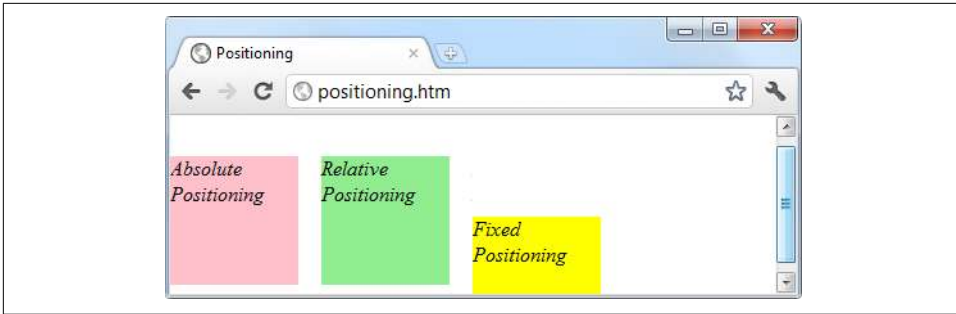 Positioning
positioning.htm
Absolute
Positioning
Relative
Positioning
Fixed
Positioning